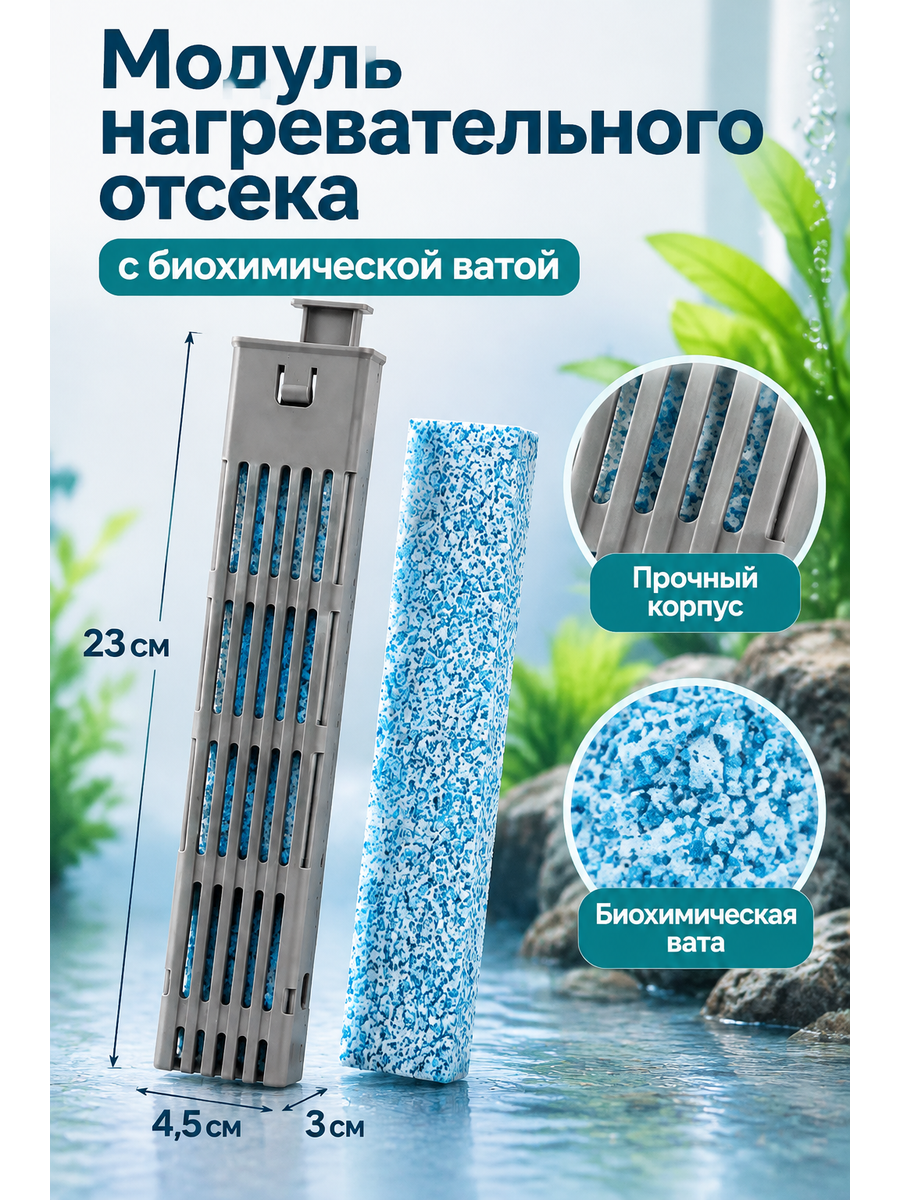 Модуль
нагревательного
отсека
с биохимической ватой
23 см
4,5 см
3 см
Прочный
корпус
Биохимическая
вата